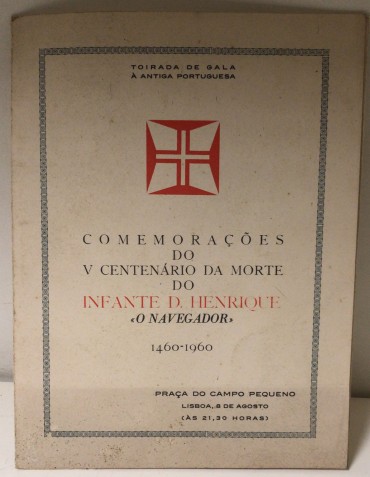 TOIRADA DE GALA
À ANTIGA PORTUGUESA
COMEMORAÇÕES
DO
V CENTENÁRIO DA MORTE
DO
INFANTE D. HENRIQUE
«O NAVEGADOR»
1460-1960
PRAÇA DO CAMPO PEQUENO
LISBOA, 8 DE AGOSTO
(ÀS 21,30 HORAS)